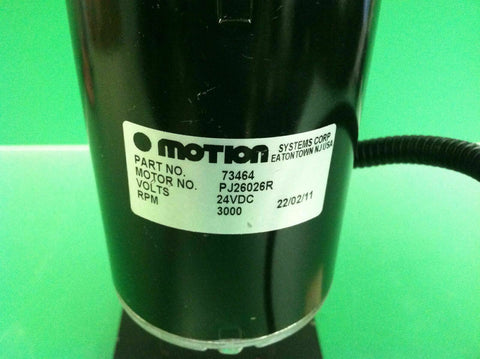 MOTION SYSTEMS CORP
EATONTOWN NJ USA
PART NO. 73464
MOTOR NO. PJ26026R
VOLTS 24VDC 22/02/11
RPM 3000